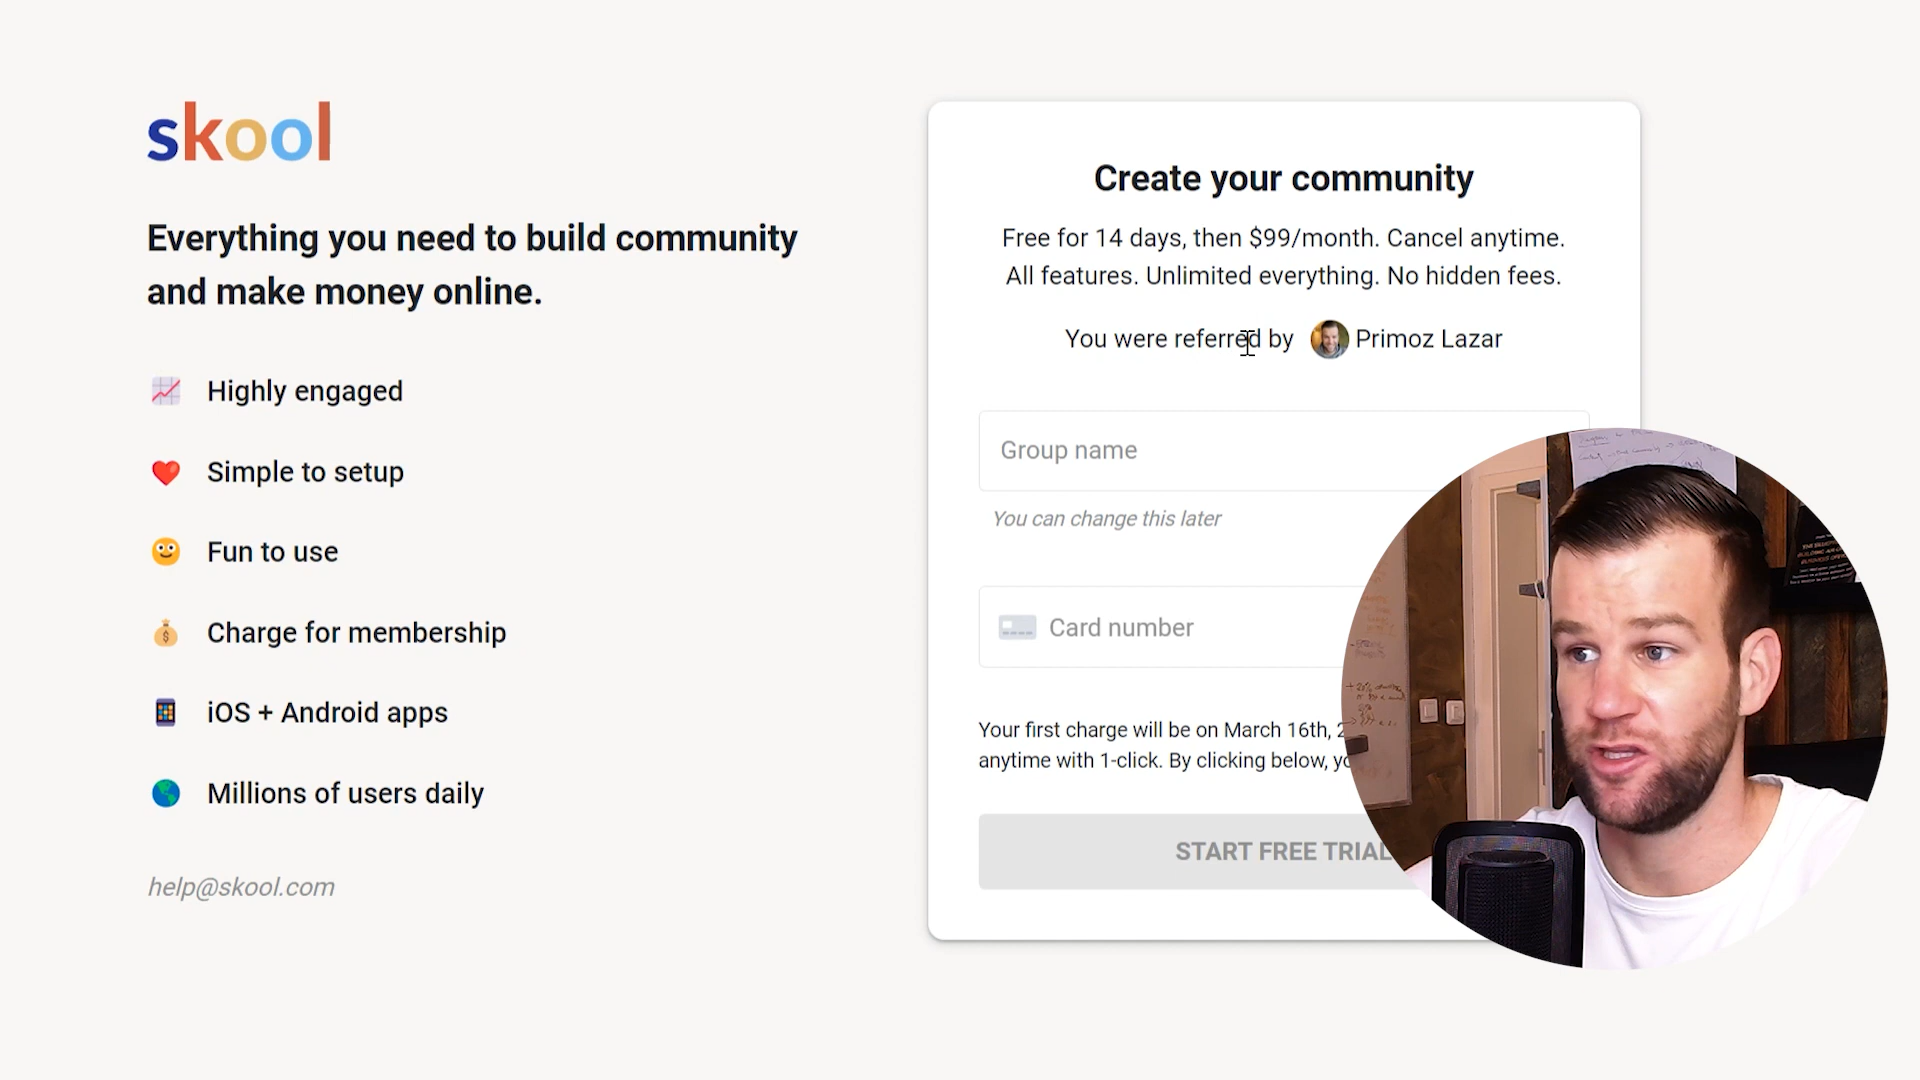 skool
Everything you need to build community
and make money online.
Highly engaged
Simple to setup
Fun to use
Charge for membership
iOS + Android apps
Millions of users daily
help@skool.com
Create your community
Free for 14 days, then $99/month. Cancel anytime.
All features. Unlimited everything. No hidden fees.
You were referred by Primoz Lazar
Group name
You can change this later
Card number
Your first charge will be on March 16th,
anytime with 1-click. By clicking below,
START FREE TRIAL